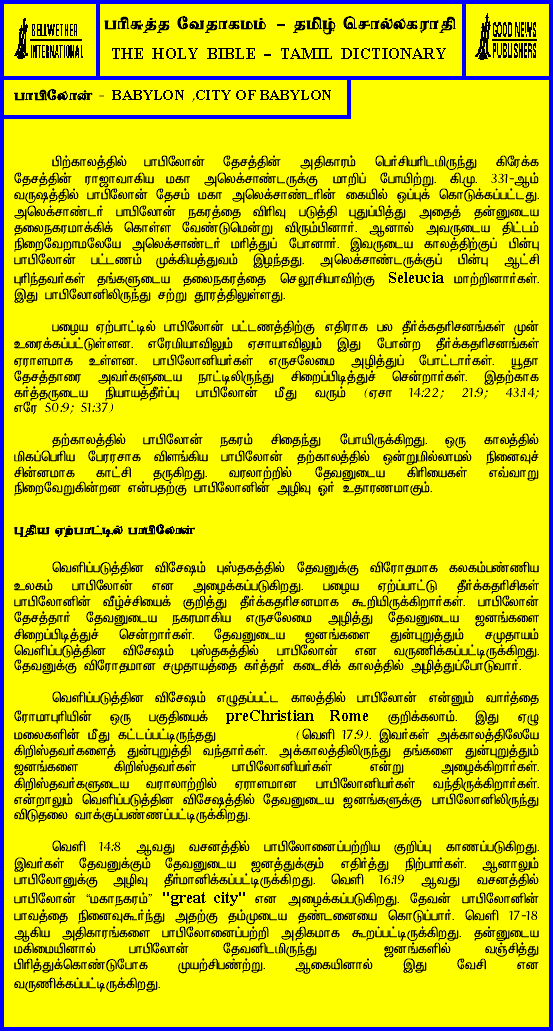 BELLWETHER
INTERNATIONAL
பரிசுத்த வேதாகமம் – தமிழ் சொல்லகராதி
THE HOLY BIBLE – TAMIL DICTIONARY
GOOD NEWS
PUBLISHERS
பாபிலோன் - BABYLON ,CITY OF BABYLON
பிற்காலத்தில் பாபிலோன் தேசத்தின் அதிகாரம் பெர்சியரிடமிருந்து கிரேக்க
தேசத்தின் ராஜாவாகிய மகா அலெக்சாண்டருக்கு மாறிப் போயிற்று. கி.மு. 331-ஆம்
வருஷத்தில் பாபிலோன் தேசம் மகா அலெக்சாண்டரின் கையில் ஒப்புக் கொடுக்கப்பட்டது.
அலெக்சாண்டர் பாபிலோன் நகரத்தை விரிவு படுத்தி புதுப்பித்து அதைத் தன்னுடைய
தலைநகரமாக்கிக் கொள்ள வேண்டுமென்று விரும்பினார். ஆனால் அவருடைய திட்டம்
நிறைவேறாமலேயே அலெக்சாண்டர் மரித்துப் போனார். இவருடைய காலத்திற்குப் பின்பு
பாபிலோன் பட்டணம் முக்கியத்துவம் இழந்தது. அலெக்சாண்டருக்குப் பின்பு ஆட்சி
புரிந்தவர்கள் தங்களுடைய தலைநகரத்தை செலூசியாவிற்கு Seleucia மாற்றினார்கள்.
இது பாபிலோனிலிருந்து சற்று தூரத்திலுள்ளது.
பழைய ஏற்பாட்டில் பாபிலோன் பட்டணத்திற்கு எதிராக பல தீர்க்கதரிசனங்கள் முன்
உரைக்கப்பட்டுள்ளன. எரேமியாவிலும் ஏசாயாவிலும் இது போன்ற தீர்க்கதரிசனங்கள்
ஏராளமாக உள்ளன. பாபிலோனியர்கள் எருசலேமை அழித்துப் போட்டார்கள். யூதா
தேசத்தாரை அவர்களுடைய நாட்டிலிருந்து சிறைப்பிடித்துச் சென்றார்கள். இதற்காக
கர்த்தருடைய நியாயத்தீர்ப்பு பாபிலோன் மீது வரும் (ஏசா 14:22; 21:9; 43:14;
எரே 50:9; 51:37)
தற்காலத்தில் பாபிலோன் நகரம் சிதைந்து போயிருக்கிறது. ஒரு காலத்தில்
மிகப்பெரிய பேரரசாக விளங்கிய பாபிலோன் தற்காலத்தில் ஒன்றுமில்லாமல் நினைவுச்
சின்னமாக காட்சி தருகிறது. வரலாற்றில் தேவனுடைய கிரியைகள் எவ்வாறு
நிறைவேறுகின்றன என்பதற்கு பாபிலோனின் அழிவு ஓர் உதாரணமாகும்.
புதிய ஏற்பாட்டில் பாபிலோன்
வெளிப்படுத்தின விசேஷம் புஸ்தகத்தில் தேவனுக்கு விரோதமாக கலகம்பண்ணிய
உலகம் பாபிலோன் என அழைக்கப்படுகிறது. பழைய ஏற்ப்பாட்டு தீர்க்கதரிசிகள்
பாபிலோனின் வீழ்ச்சியைக் குறித்து தீர்க்கதரிசனமாக கூறியிருக்கிறார்கள். பாபிலோன்
தேசத்தார் தேவனுடைய நகரமாகிய எருசலேமை அழித்து தேவனுடைய ஜனங்களை
சிறைப்பிடித்துச் சென்றார்கள். தேவனுடைய ஜனங்களை துன்புறுத்தும் சமுதாயம்
வெளிப்படுத்தின விசேஷம் புஸ்தகத்தில் பாபிலோன் என வருணிக்கப்பட்டிருக்கிறது.
தேவனுக்கு விரோதமான சமுதாயத்தை கர்த்தர் கடைசிக் காலத்தில் அழித்துப்போடுவார்.
வெளிப்படுத்தின விசேஷம் எழுதப்பட்ட காலத்தில் பாபிலோன் என்னும் வார்த்தை
ரோமாபுரியின் ஒரு பகுதியைக் preChristian Rome குறிக்கலாம். இது ஏழு
மலைகளின் மீது கட்டப்பட்டிருந்தது (வெளி 17:9). இவர்கள் அக்காலத்திலேயே
கிறிஸ்தவர்களைத் துன்புறுத்தி வந்தார்கள். அக்காலத்திலிருந்து தங்களை துன்புறுத்தும்
ஜனங்களை கிறிஸ்தவர்கள் பாபிலோனியர்கள் என்று அழைக்கிறார்கள்.
கிறிஸ்தவர்களுடைய வராலாற்றில் ஏராளமான பாபிலோனியர்கள் வந்திருக்கிறார்கள்.
என்றாலும் வெளிப்படுத்தின விசேஷத்தில் தேவனுடைய ஜனங்களுக்கு பாபிலோனிலிருந்து
விடுதலை வாக்குப்பண்ணப்பட்டிருக்கிறது.
வெளி 14:8 ஆவது வசனத்தில் பாபிலோனைப்பற்றிய குறிப்பு காணப்படுகிறது.
இவர்கள் தேவனுக்கும் தேவனுடைய ஜனத்துக்கும் எதிர்த்து நிற்பார்கள். ஆனாலும்
பாபிலோனுக்கு அழிவு தீர்மானிக்கப்பட்டிருக்கிறது. வெளி 16:19 ஆவது வசனத்தில்
பாபிலோன் “மகாநகரம்” "great city" என அழைக்கப்படுகிறது. தேவன் பாபிலோனின்
பாவத்தை நினைவுகூர்ந்து அதற்கு தம்முடைய தண்டனையை கொடுப்பார். வெளி 17-18
ஆகிய அதிகாரங்களை பாபிலோனைப்பற்றி அதிகமாக கூறப்பட்டிருக்கிறது. தன்னுடைய
மகிமையினால் பாபிலோன் தேவனிடமிருந்து ஜனங்களில் வஞ்சித்து
பிரித்துக்கொண்டுபோக முயற்சிபண்ற்று. ஆகையினால் இது வேசி என
வருணிக்கப்பட்டிருக்கிறது.